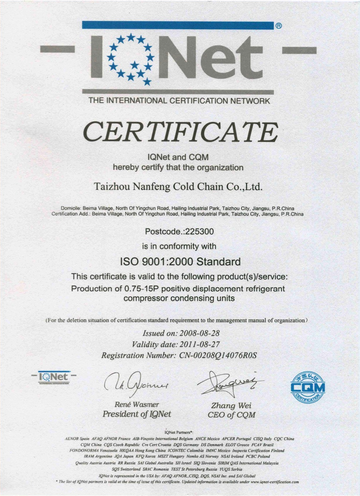 IQNet ®
THE INTERNATIONAL CERTIFICATION NETWORK
CERTIFICATE
IQNet and CQM
hereby certify that the organization
Taizhou Nanfeng Cold Chain Co.,Ltd.
Domicile: Beima Village, North Of Yingchun Road, Hailing Industrial Park, Taizhou City, Jiangsu, P.R.China
Certification Add.: Beima Village, North Of Yingchun Road, Hailing Industrial Park, Taizhou City, Jiangsu, P.R.China
Postcode.:225300
is in conformity with
ISO 9001:2000 Standard
This certificate is valid to the following product(s)/service:
Production of 0.75-15P positive displacement refrigerant
compressor condensing units
(For the deletion situation of certification standard requirement to the management manual of organization)
Issued on: 2008-08-28
Validity date: 2011-08-27
Registration Number: CN-00208Q14076R0S
IQNet
CQM
René Wasmer
President of IQNet
Zhang Wei
CEO of CQM
IQNet Partners*: